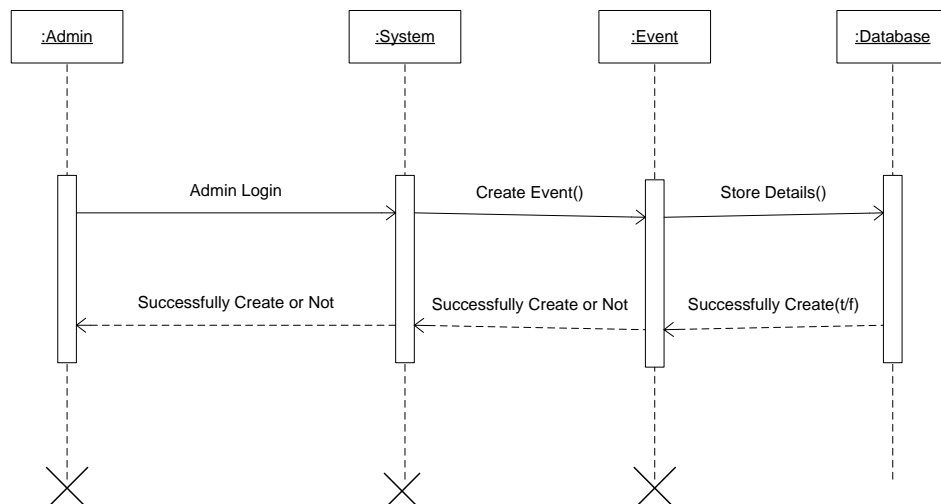 :Admin
:System
:Event
:Database
Admin Login
Create Event()
Store Details()
Successfully Create or Not
Successfully Create or Not
Successfully Create(t/f)